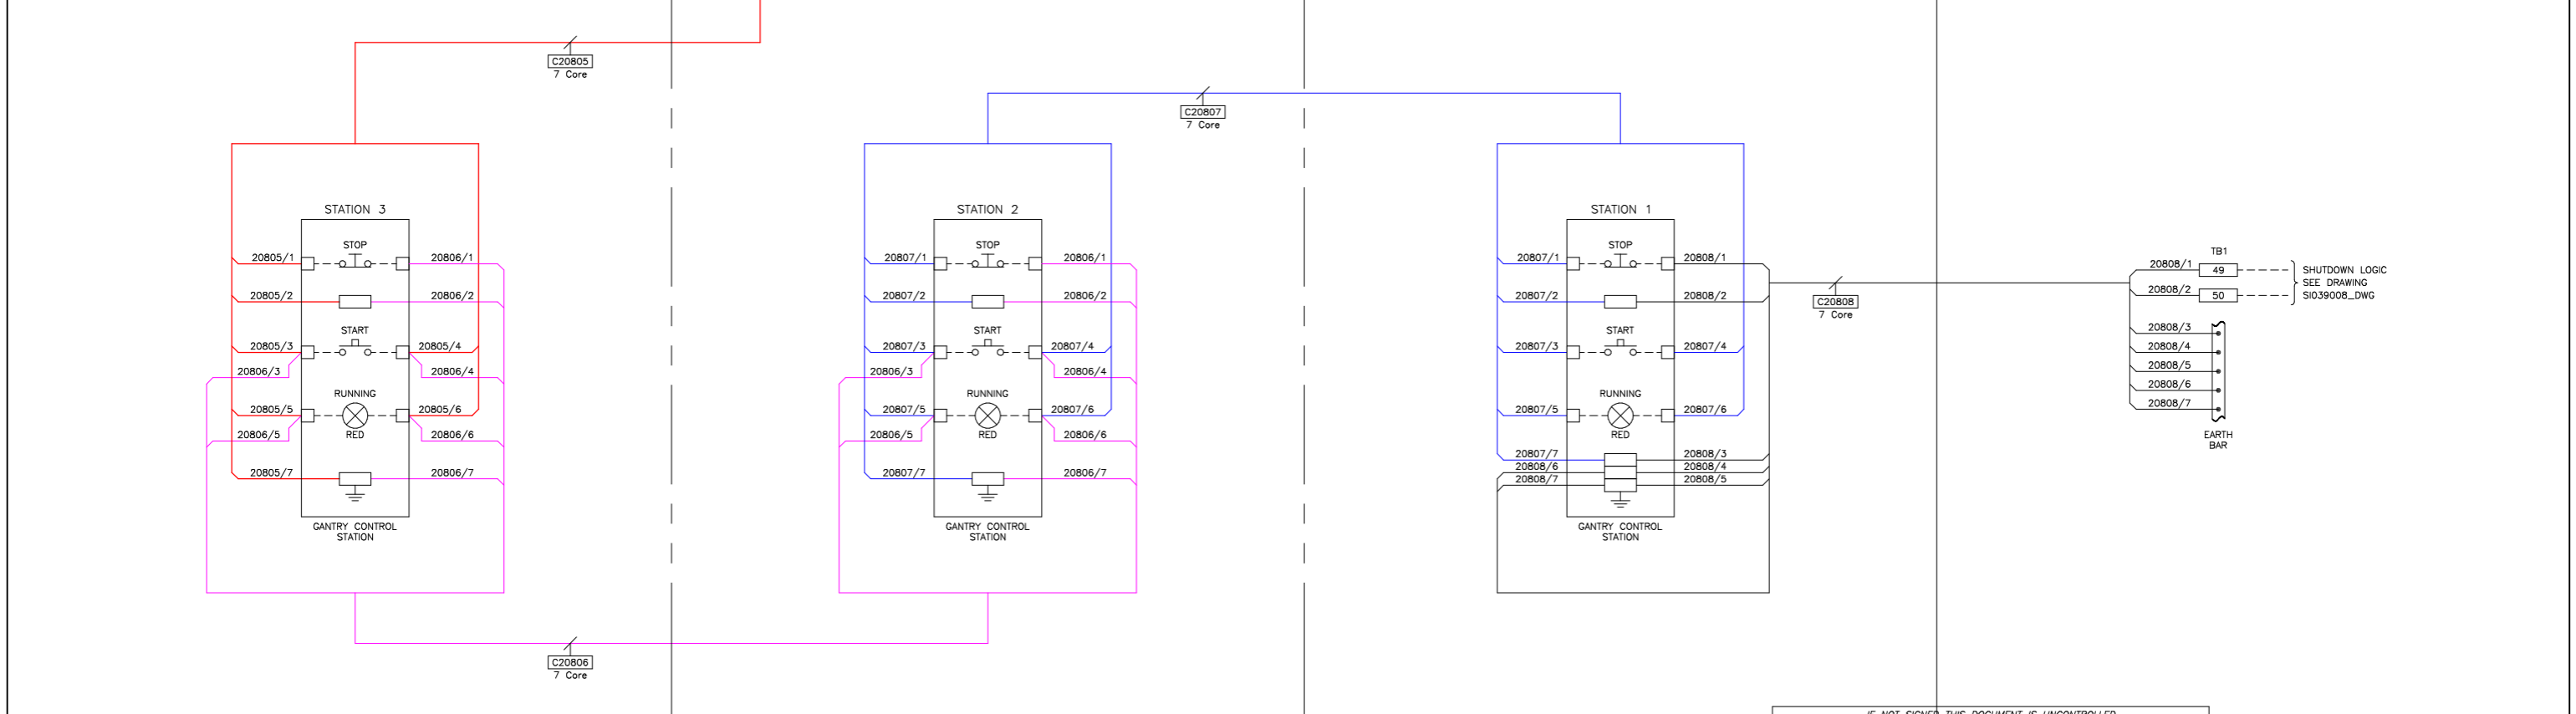 C20805
7 Core
C20807
7 Core
STATION 3
STOP
20805/1
20806/1
20805/2
20806/2
START
20805/3
20805/4
20806/3
20806/4
RUNNING
20805/5
20805/6
RED
20806/5
20806/6
20805/7
20806/7
GANTRY CONTROL
STATION
STATION 2
STOP
20807/1
20806/1
20807/2
20806/2
START
20807/3
20807/4
20806/3
20806/4
RUNNING
20807/5
20807/6
RED
20806/5
20806/6
20807/7
20806/7
GANTRY CONTROL
STATION
C20806
7 Core
STATION 1
STOP
20807/1
20808/1
20807/2
20808/2
START
20807/3
20807/4
RUNNING
20807/5
20807/6
RED
20807/7
20808/3
20808/6
20808/4
20808/7
20808/5
GANTRY CONTROL
STATION
C20808
7 Core
TB1
20808/1
49
SHUTDOWN LOGIC
SEE DRAWING
20808/2
50
SI039008_DWG
20808/3
20808/4
20808/5
20808/6
20808/7
EARTH
BAR
IF NOT SIGNED THIS DOCUMENT IS UNCONTROLLED